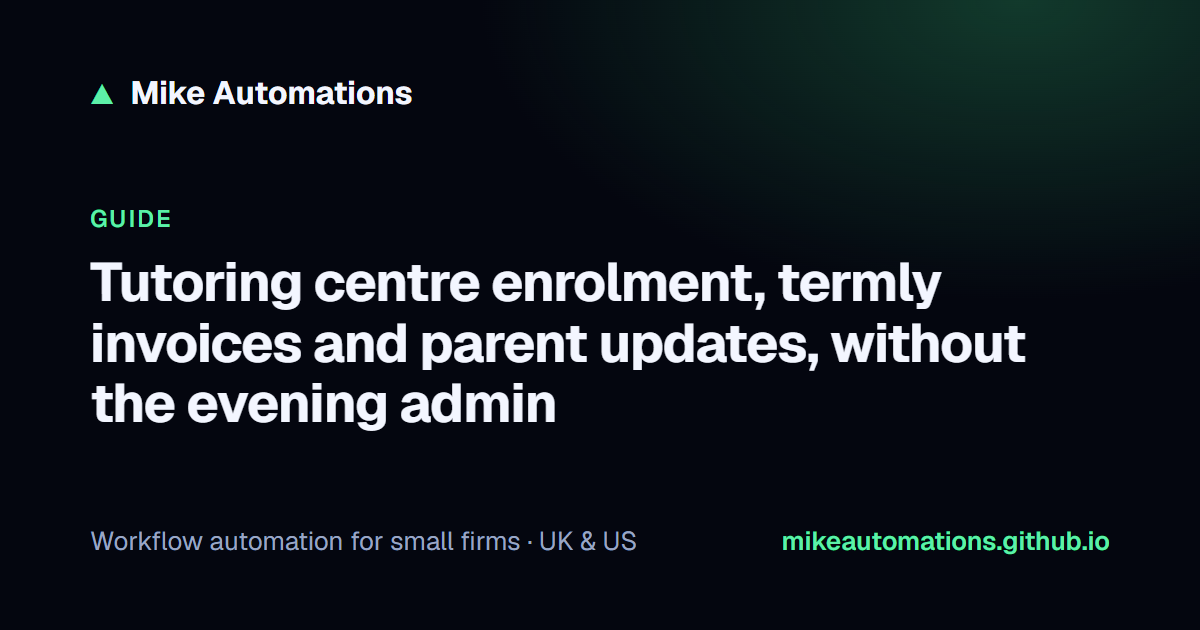 Mike Automations
GUIDE
Tutoring centre enrolment, termly
invoices and parent updates, without
the evening admin
Workflow automation for small firms · UK & US
mikeautomations.github.io